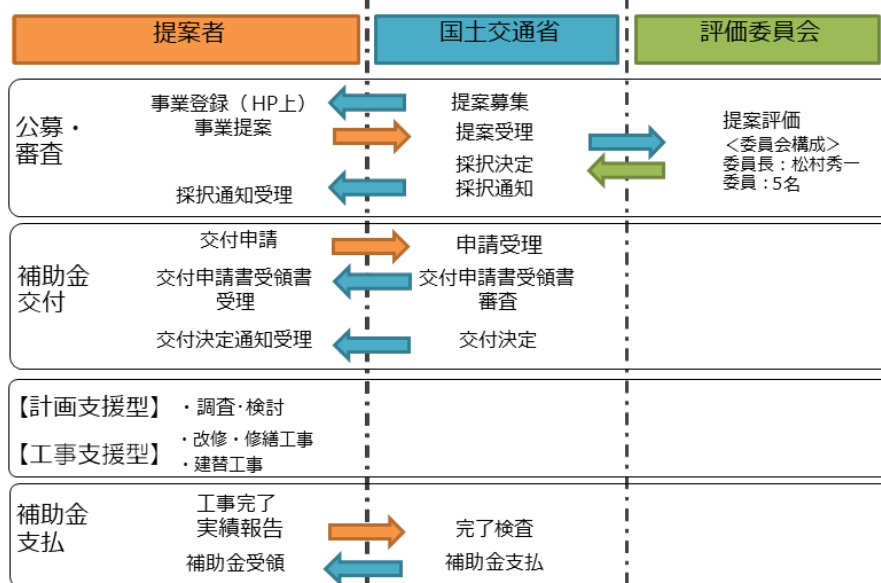 提案者
国土交通省
評価委員会
公募・
審査
事業登録（HP上）
事業提案
採択通知受理
提案募集
提案受理
採択決定
採択通知
提案評価
＜委員会構成＞
委員長：松村秀一
委員：5名
補助金
交付
交付申請
交付申請書受領書
受理
交付決定通知受理
申請受理
交付申請書受領書
審査
交付決定
【計画支援型】 ・調査･検討
【工事支援型】
・改修・修繕工事
・建替工事
補助金
支払
工事完了
実績報告
補助金受領
完了検査
補助金支払